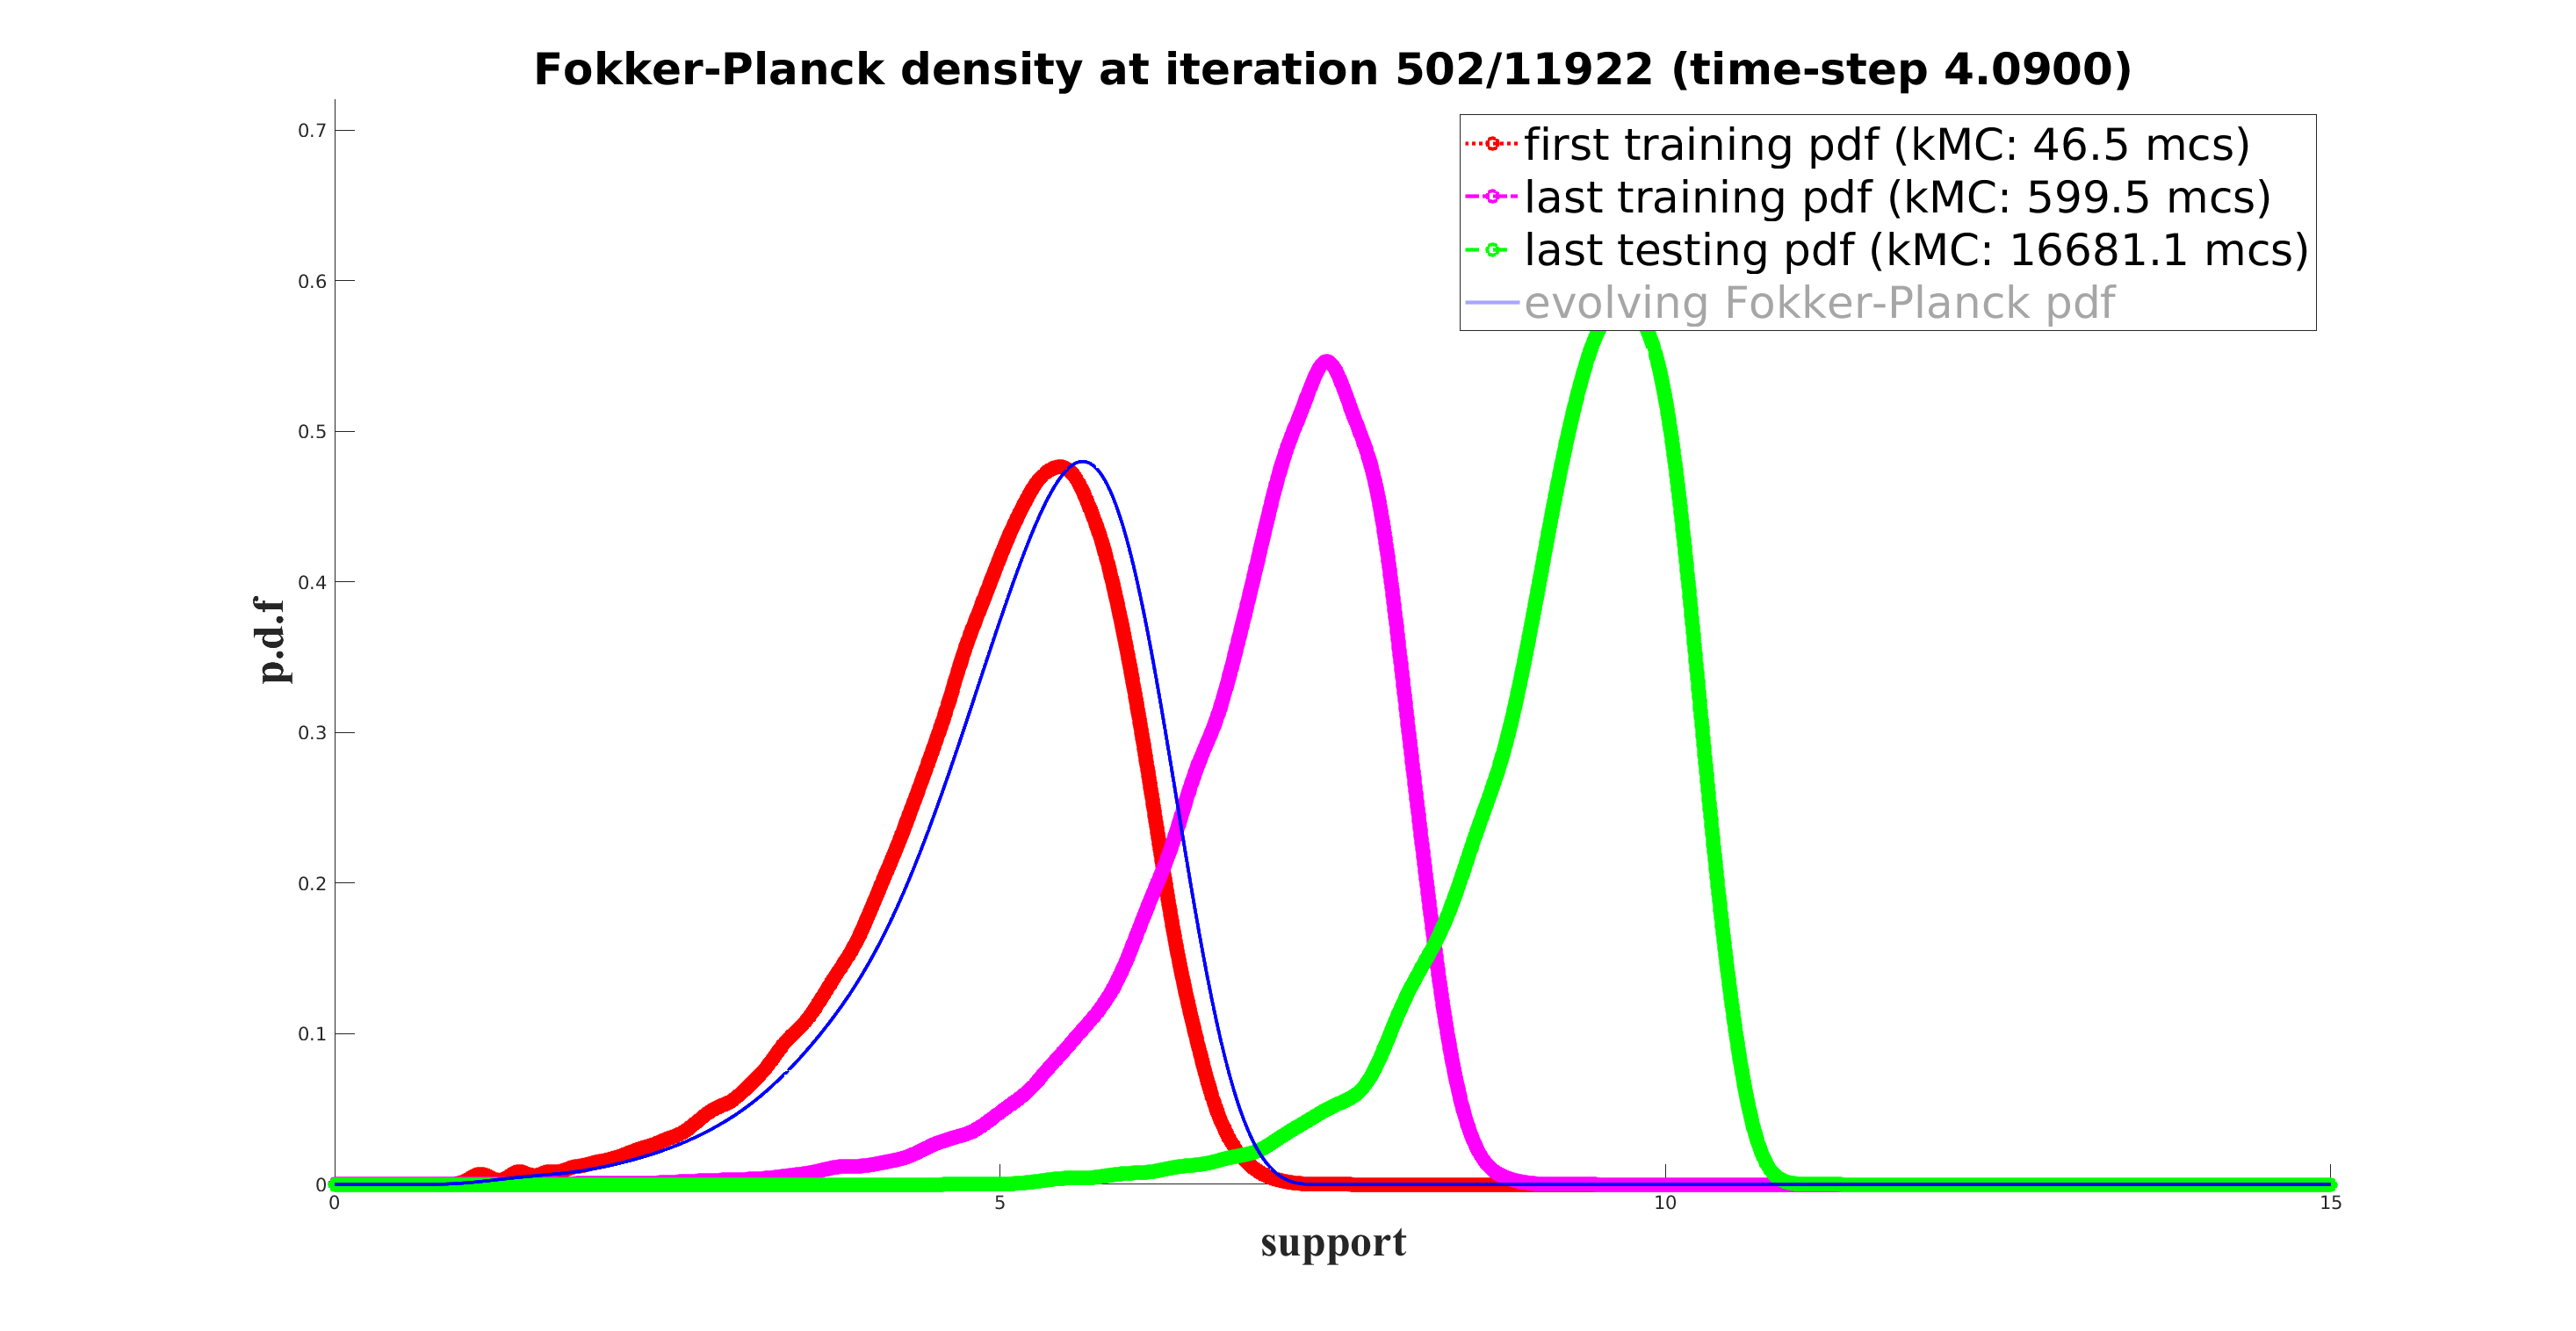 Fokker-Planck density at iteration 502/11922 (time-step 4.0900)
first training pdf (kMC: 46.5 mcs)
last training pdf (kMC: 599.5 mcs)
last testing pdf (kMC: 16681.1 mcs)
evolving Fokker-Planck pdf
0.7
0.6
0.5
0.4
0.3
0.2
0.1
0
p.d.f
0 5 10 15
support